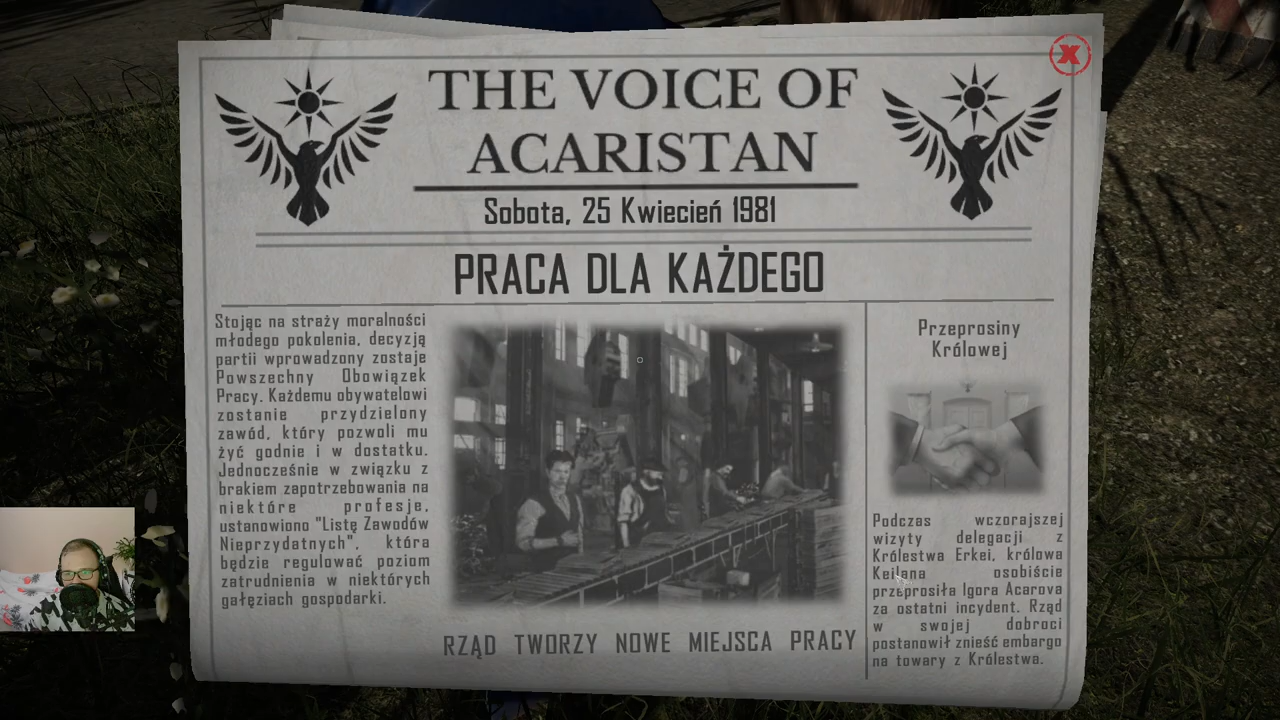 THE VOICE OF
ACARISTAN
Sobota, 25 Kwiecień 1981
PRACA DLA KAŻDEGO
Stojąc na straży moralności
młodego pokolenia, decyzją
partii wprowadzony zostaje
Powszechny Obowiązek
Pracy. Każdemu obywatelowi
zostanie przydzielony
zawód, który pozwoli mu
żyć godnie i w dostatku.
Jednocześnie w związku z
brakiem zapotrzebowania na
niektóre profesje,
ustanowiono "Listę Zawodów
Nieprzydatnych", która
będzie regulować poziom
zatrudnienia w niektórych
gałęziach gospodarki.
RZĄD TWORZY NOWE MIEJSCA PRACY
Przeprosiny
Królowej
Podczas wczorajszej
wizyty delegacji z
Królestwa Erkei, królowa
Keilena osobiście
przeprosiła Igora Acarova
za ostatni incydent. Rząd
w swojej dobroci
postanowił znieść embargo
na towary z Królestwa.
X